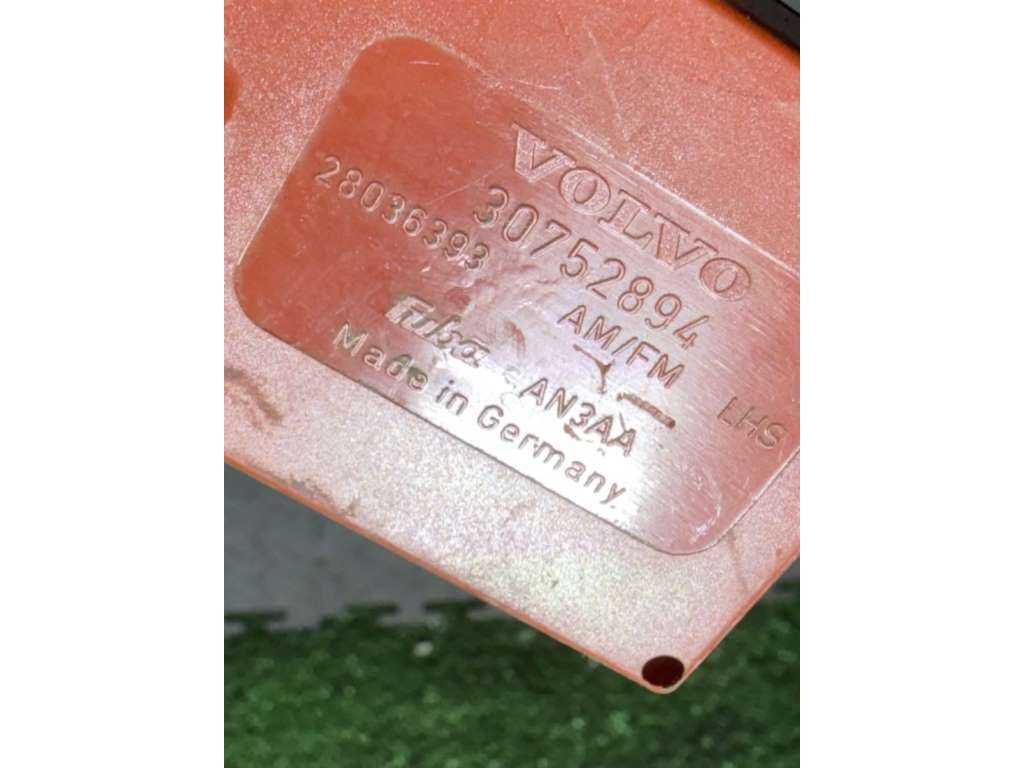 VOLVO
30752894
28036393
AM/FM
LHS
Fuba AN3AA
Made in Germany